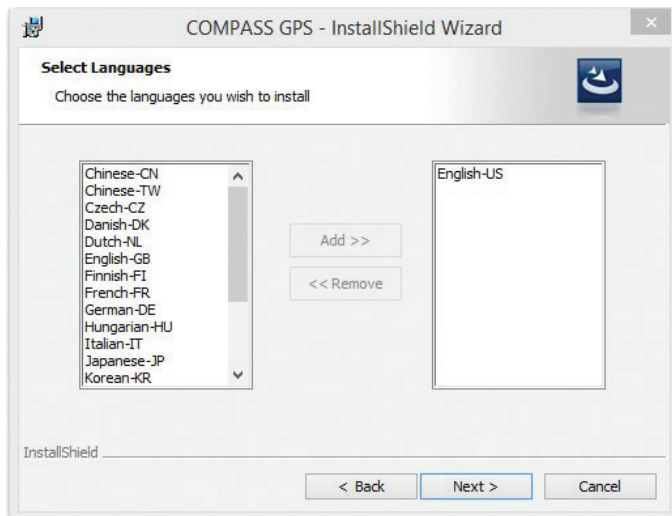 COMPASS GPS - InstallShield Wizard
Select Languages
Choose the languages you wish to install
Chinese-CN
Chinese-TW
Czech-CZ
Danish-DK
Dutch-NL
English-GB
Finnish-FI
French-FR
German-DE
Hungarian-HU
Italian-IT
Japanese-JP
Korean-KR
Add >>
<< Remove
English-US
InstallShield
< Back
Next >
Cancel